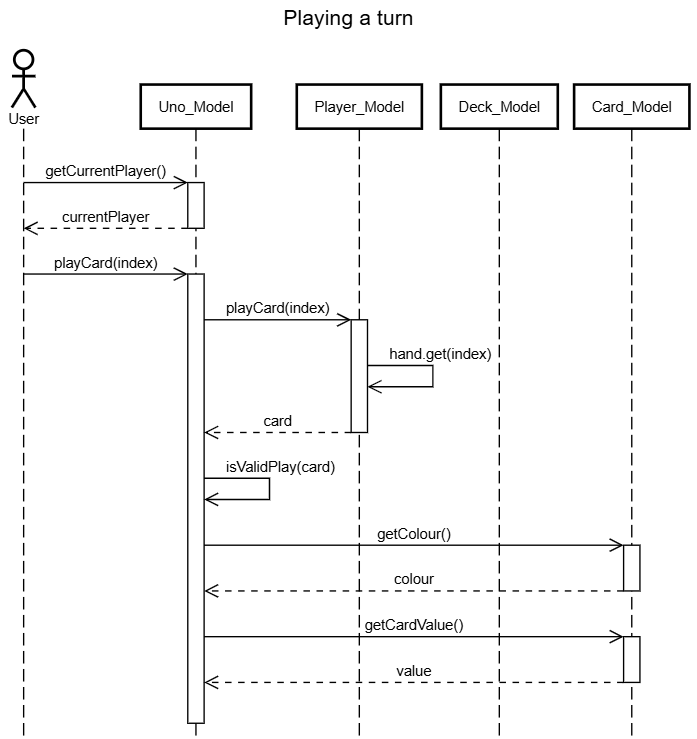 Playing a turn
User
Uno_Model
Player_Model
Deck_Model
Card_Model
getCurrentPlayer()
currentPlayer
playCard(index)
playCard(index)
hand.get(index)
card
isValidPlay(card)
getColour()
colour
getCardValue()
value